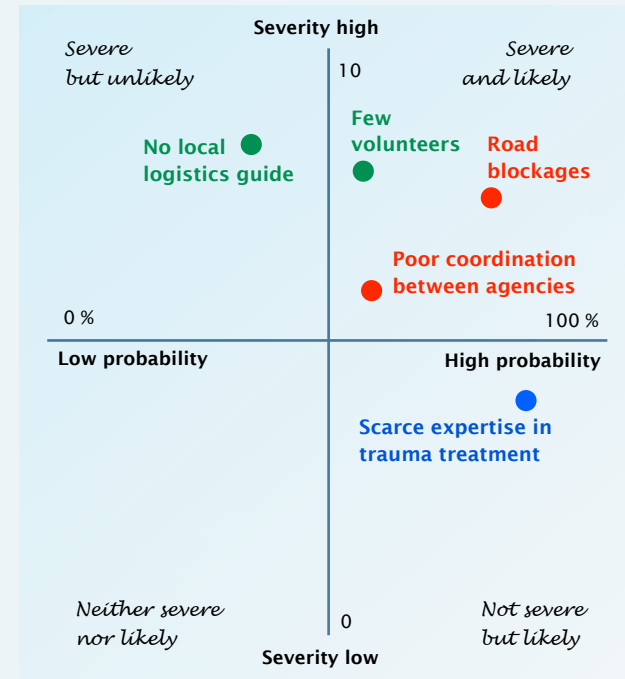 Severity high
Severe
but unlikely
10
Severe
and likely
Few
volunteers
No local
logistics guide
Road
blockages
Poor coordination
between agencies
0 %
100 %
Low probability
High probability
Scarce expertise in
trauma treatment
Neither severe
nor likely
0
Not severe
but likely
Severity low